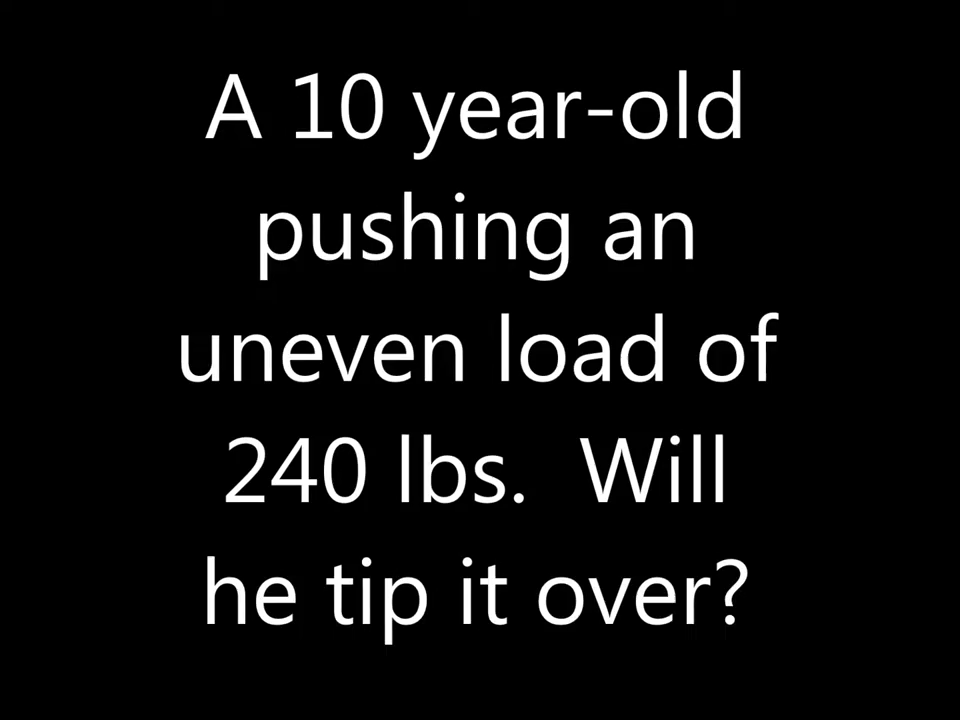 A 10 year-old
pushing an
uneven load of
240 lbs.  Will
he tip it over?